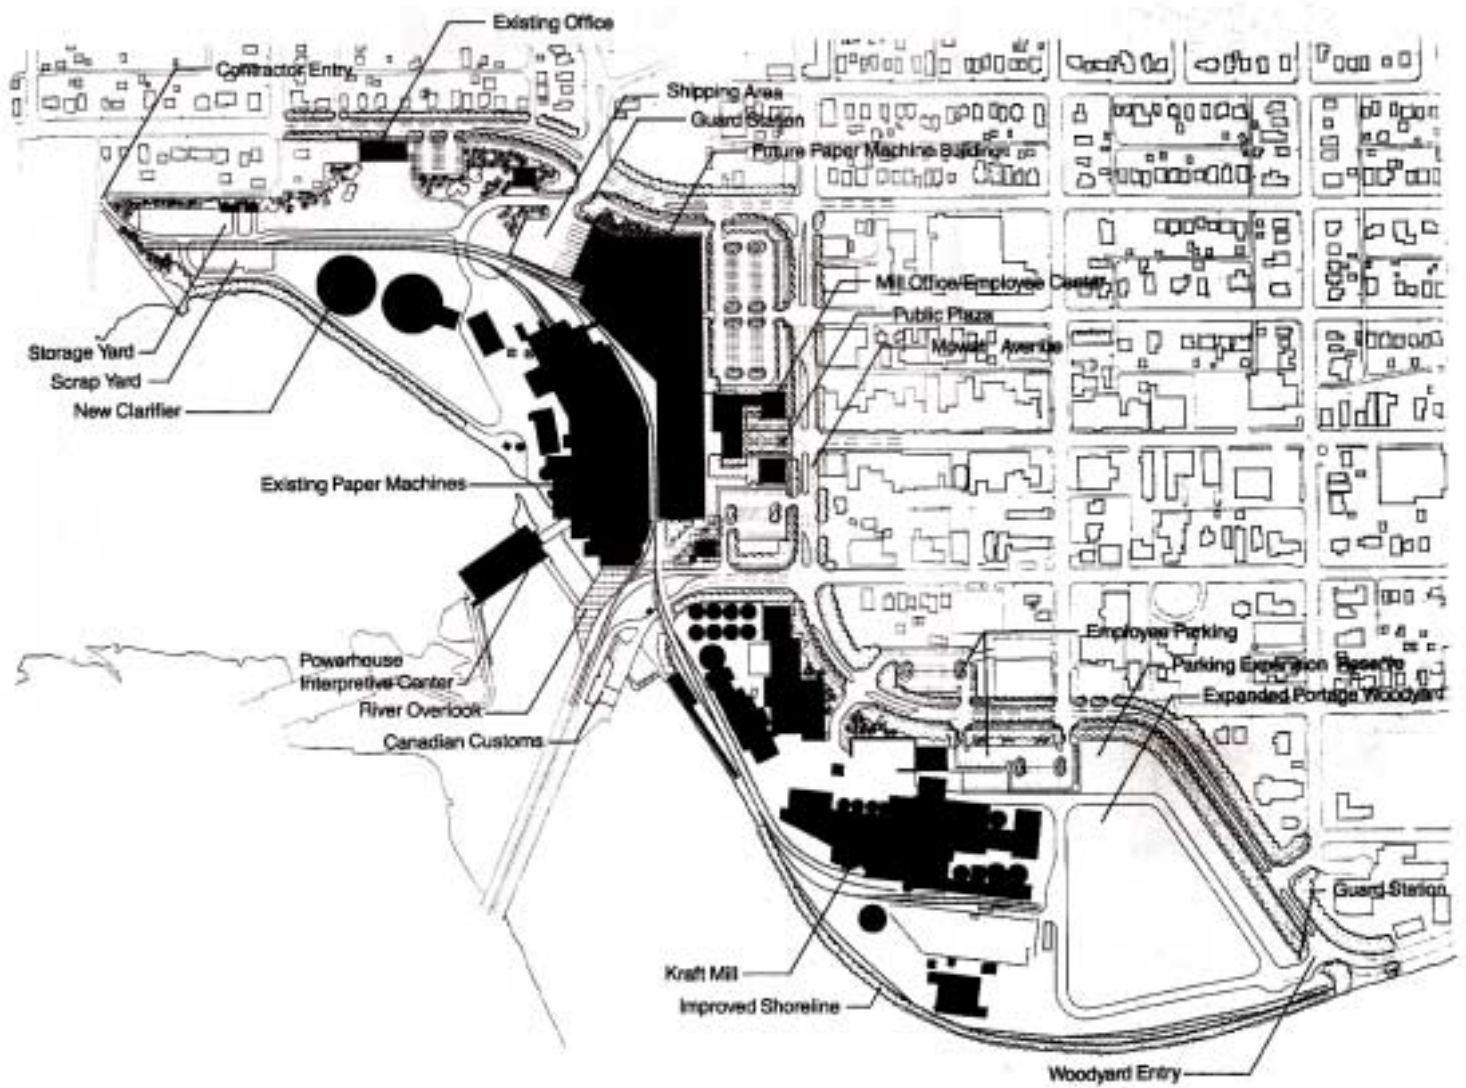 Existing Office
Contractor Entry
Shipping Area
Guard Station
Future Paper Machine Buildings
Mill Office/Employee Center
Public Plaza
Mowat Avenue
Storage Yard
Scrap Yard
New Clarifier
Existing Paper Machines
Employee Parking
Parking Expansion Reserve
Expanded Portage Woodyard
Powerhouse
Interpretive Center
River Overlook
Canadian Customs
Guard Station
Kraft Mill
Improved Shoreline
Woodyard Entry